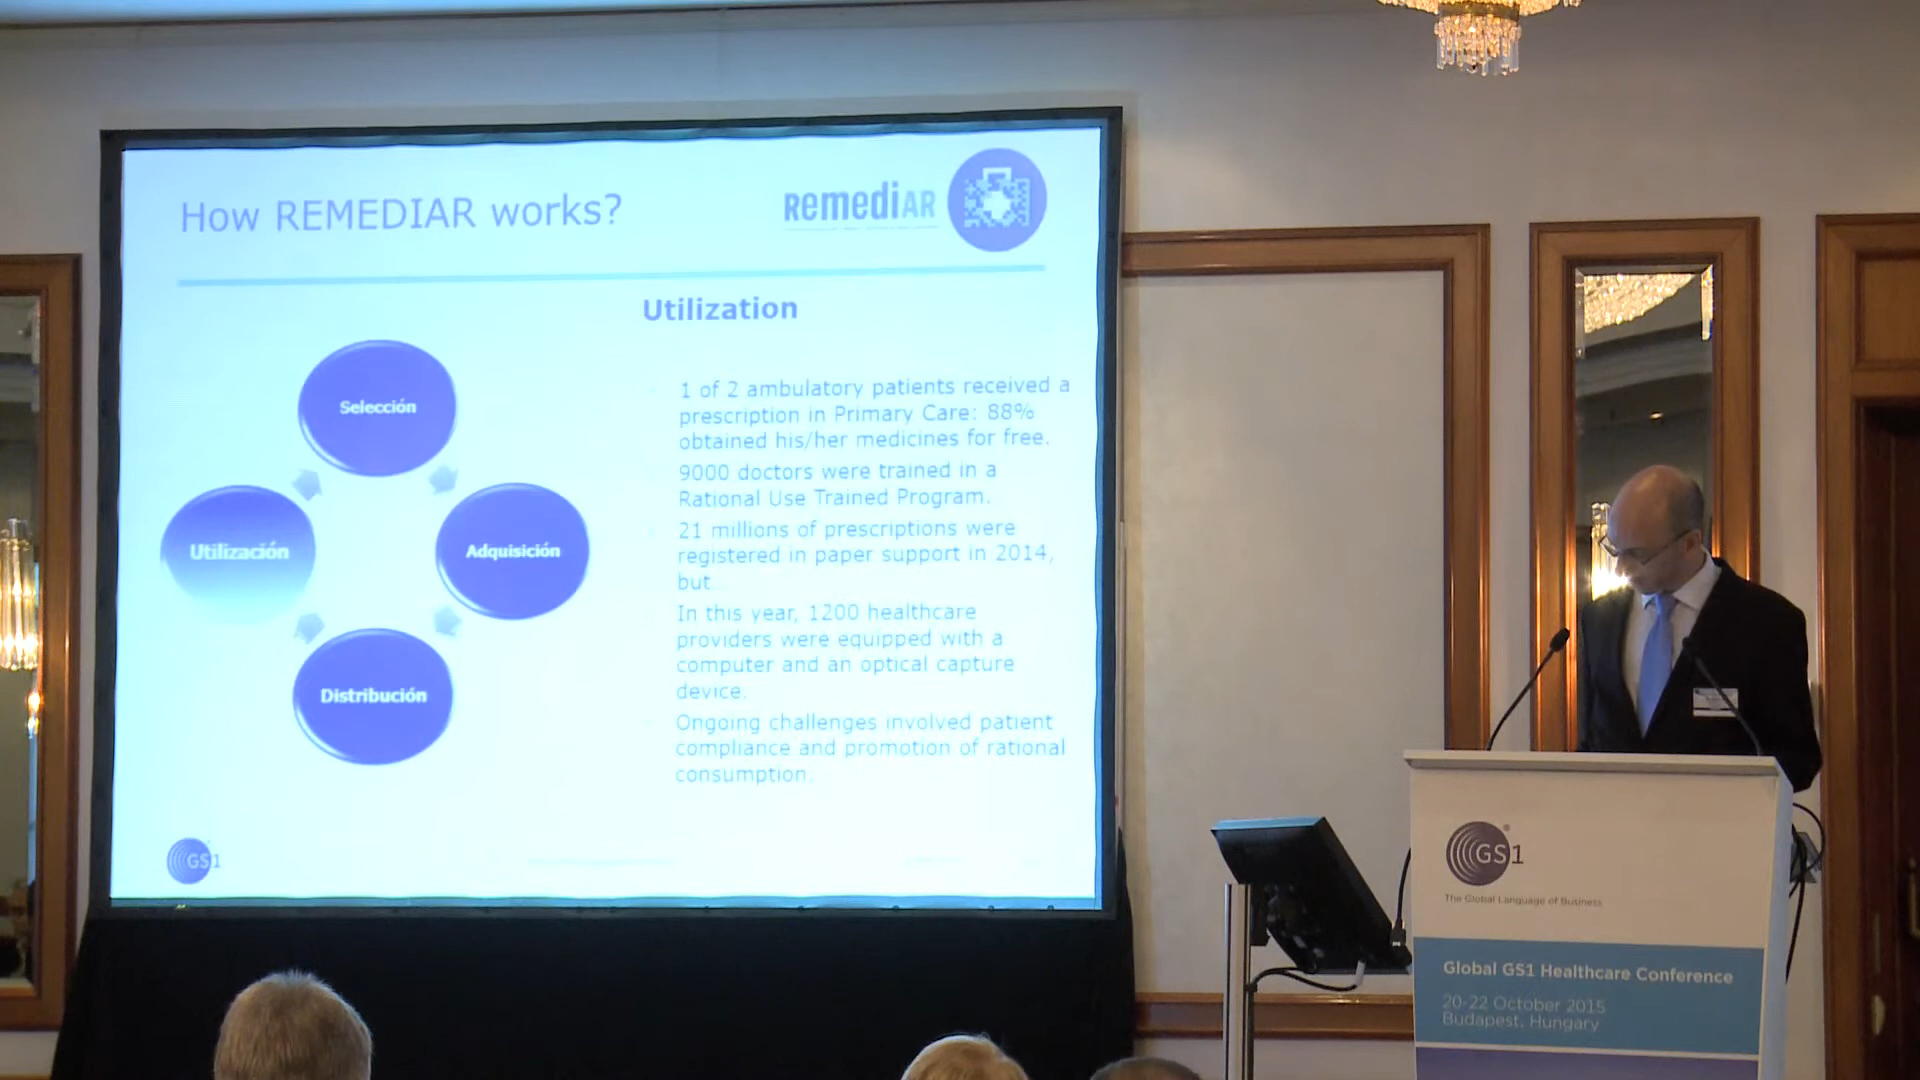 How REMEDIAR works?
RemediAR
Utilization
Selección
Utilización
Adquisición
Distribución
1 of 2 ambulatory patients received a
prescription in Primary Care: 88%
obtained his/her medicines for free.
9000 doctors were trained in a
Rational Use Trained Program.
21 millions of prescriptions were
registered in paper support in 2014,
but
In this year, 1200 healthcare
providers were equipped with a
computer and an optical capture
device.
Ongoing challenges involved patient
compliance and promotion of rational
consumption.
GS1
GS1
The Global Language of Business
Global GS1 Healthcare Conference
20-22 October 2015
Budapest, Hungary